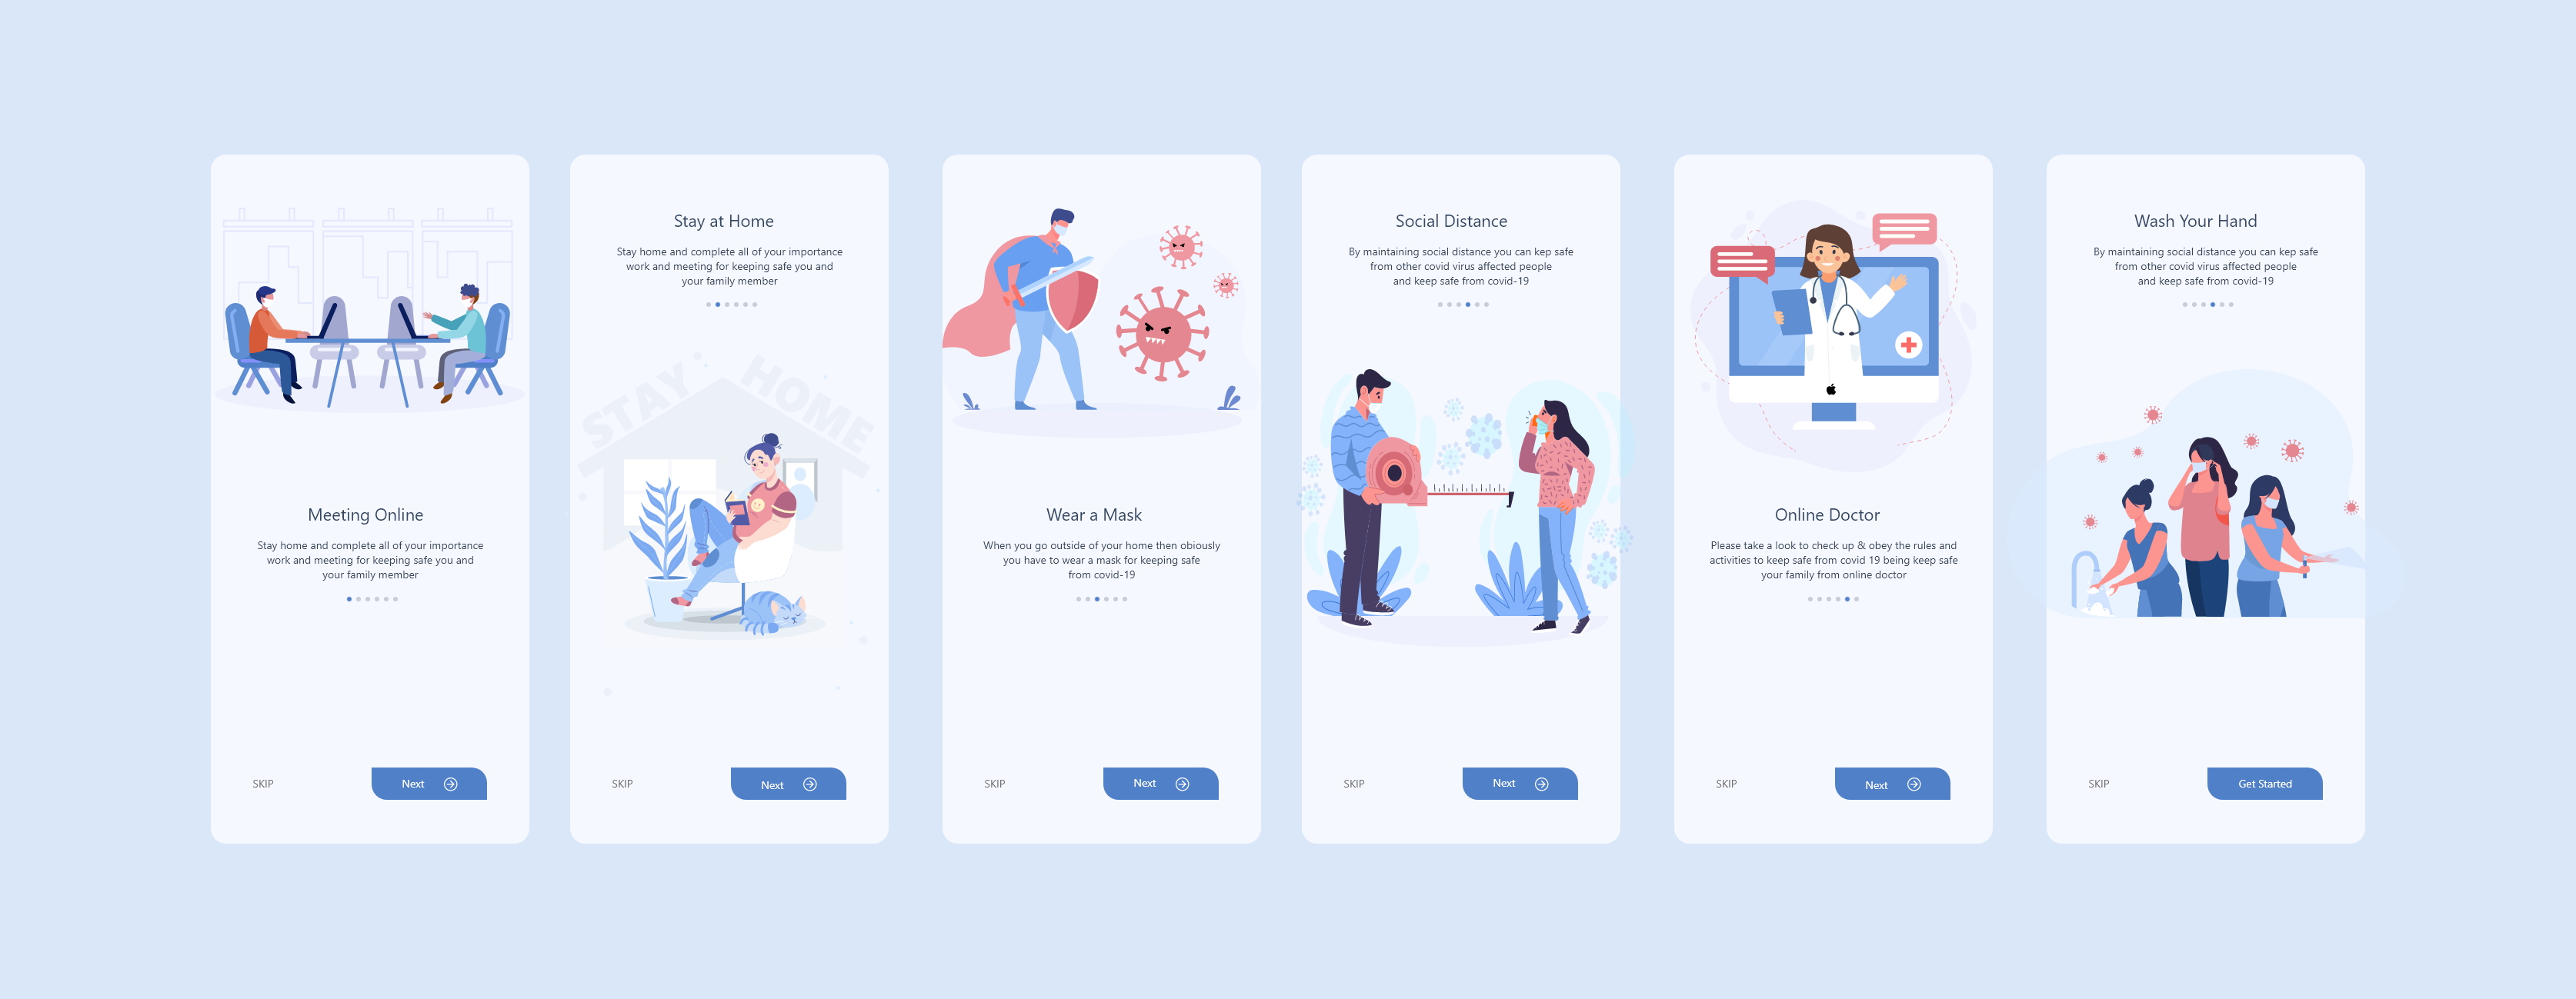 Meeting Online
Stay home and complete all of your importance
work and meeting for keeping safe you and
your family member
SKIP
Next
Stay at Home
Stay home and complete all of your importance
work and meeting for keeping safe you and
your family member
STAY HOME
SKIP
Next
Wear a Mask
When you go outside of your home then obiously
you have to wear a mask for keeping safe
from covid-19
SKIP
Next
Social Distance
By maintaining social distance you can kep safe
from other covid virus affected people
and keep safe from covid-19
SKIP
Next
Online Doctor
Please take a look to check up & obey the rules and
activities to keep safe from covid 19 being keep safe
your family from online doctor
SKIP
Next
Wash Your Hand
By maintaining social distance you can kep safe
from other covid virus affected people
and keep safe from covid-19
SKIP
Get Started